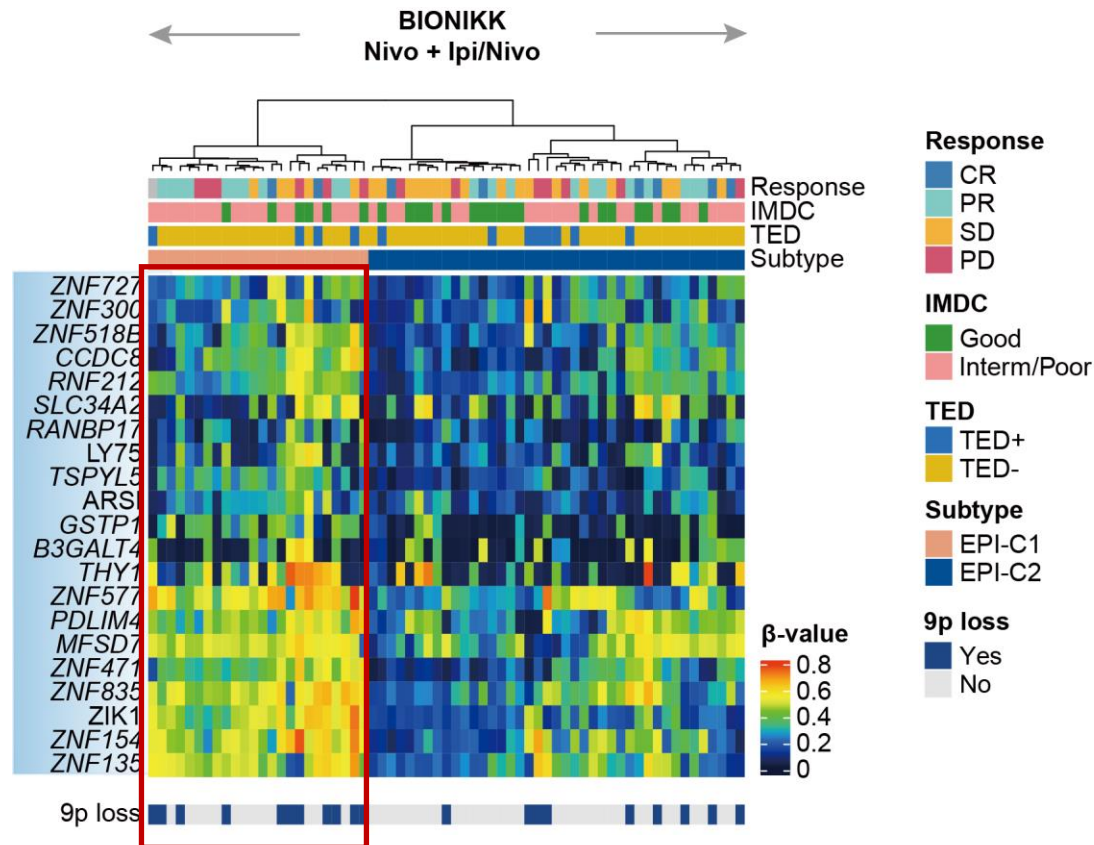 BIONIKK
Nivo + Ipi/Nivo
Response
IMDC
TED
Subtype
ZNF727
ZNF300
ZNF518B
CCDC8
RNF212
SLC34A2
RANBP17
LY75
TSPYL5
ARSI
GSTP1
B3GALT4
THY1
ZNF577
PDLIM4
MFSD7
ZNF471
ZNF835
ZIK1
ZNF154
ZNF135
9p loss
β-value
0.8
0.6
0.4
0.2
0
Response
CR
PR
SD
PD
IMDC
Good
Interm/Poor
TED
TED+
TED-
Subtype
EPI-C1
EPI-C2
9p loss
Yes
No